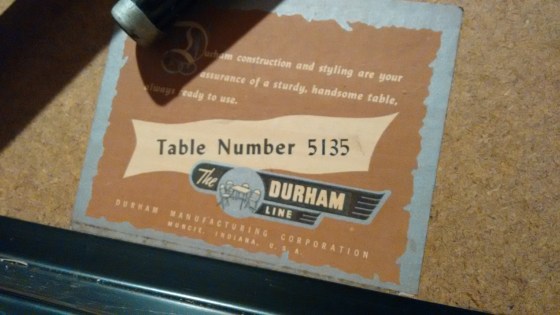 Durham construction and styling are your
assurance of a sturdy, handsome table,
always ready to use.
Table Number 5135
The DURHAM
LINE
DURHAM MANUFACTURING CORPORATION
MUNCIE, INDIANA, U.S.A.